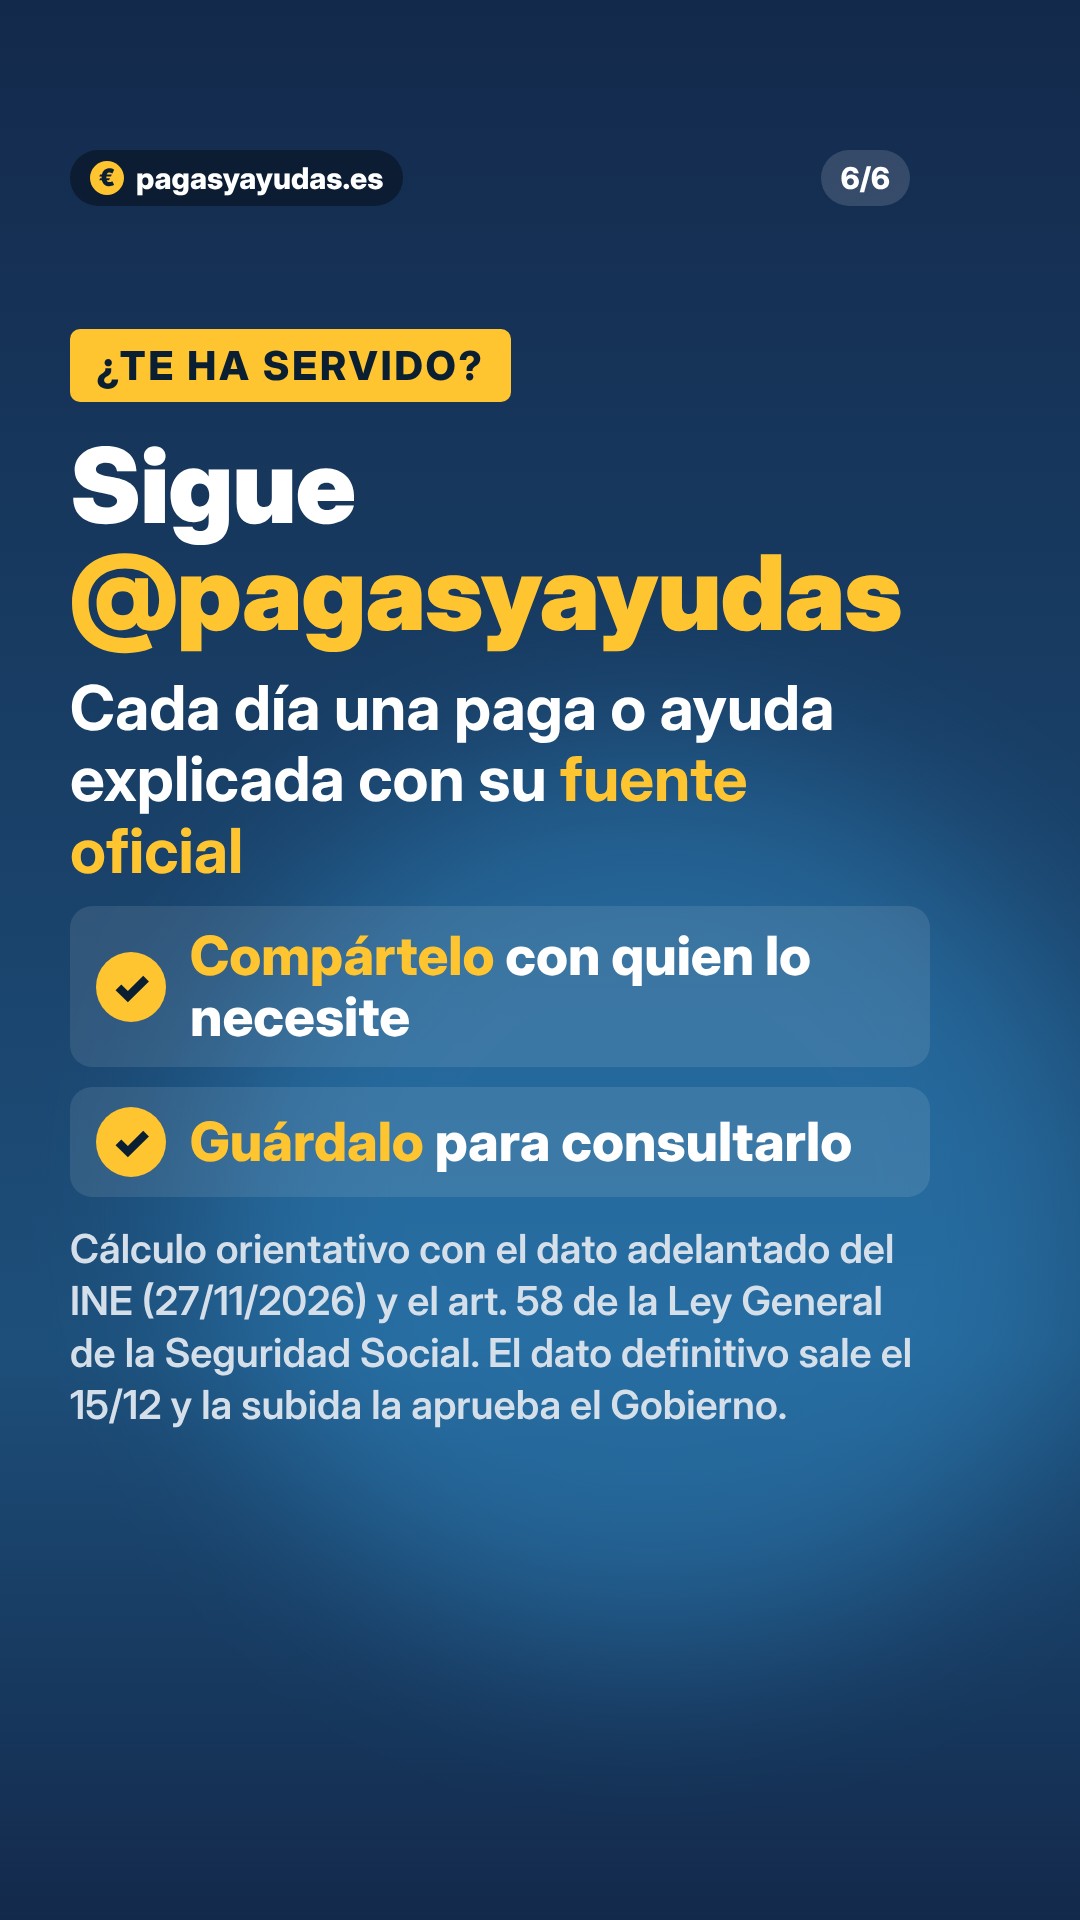 € pagasyayudas.es
6/6
¿TE HA SERVIDO?
Sigue
@pagasyayudas
Cada día una paga o ayuda
explicada con su fuente
oficial
Compártelo con quien lo
necesite
Guárdalo para consultarlo
Cálculo orientativo con el dato adelantado del
INE (27/11/2026) y el art. 58 de la Ley General
de la Seguridad Social. El dato definitivo sale el
15/12 y la subida la aprueba el Gobierno.